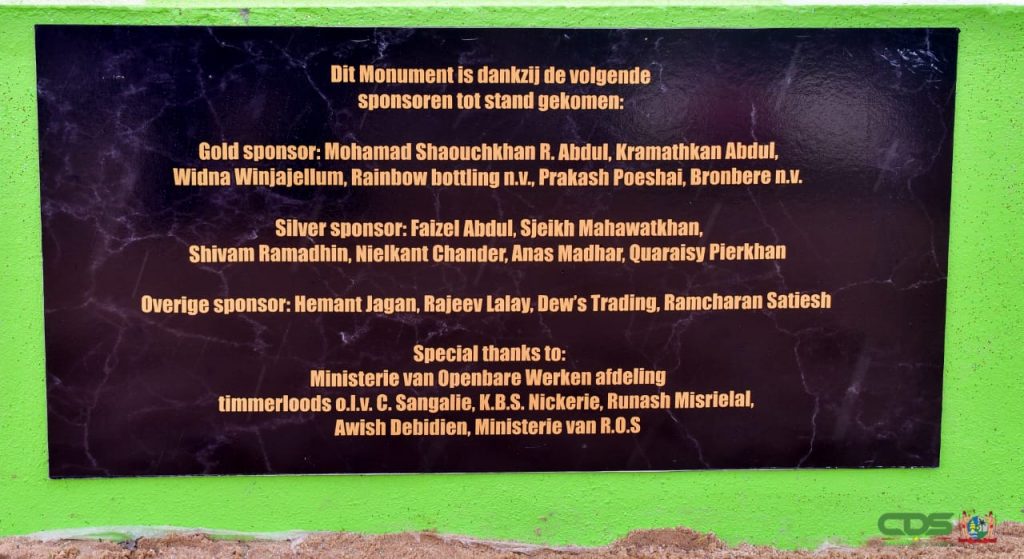 Dit Monument is dankzij de volgende
sponsoren tot stand gekomen:
Gold sponsor: Mohamad Shaouchkhan R. Abdul, Kramathkan Abdul,
Widna Winjajellum, Rainbow bottling n.v., Prakash Poeshai, Bronbere n.v.
Silver sponsor: Faizel Abdul, Sjeikh Mahawatkhan,
Shivam Ramadhin, Nielkant Chander, Anas Madhar, Quaraisy Pierkhan
Overige sponsor: Hemant Jagan, Rajeev Lalay, Dew's Trading, Ramcharan Satiesh
Special thanks to:
Ministerie van Openbare Werken afdeling
timmerloods o.l.v. C. Sangalie, K.B.S. Nickerie, Runash Misrielal,
Awish Debidien, Ministerie van R.O.S
CDS